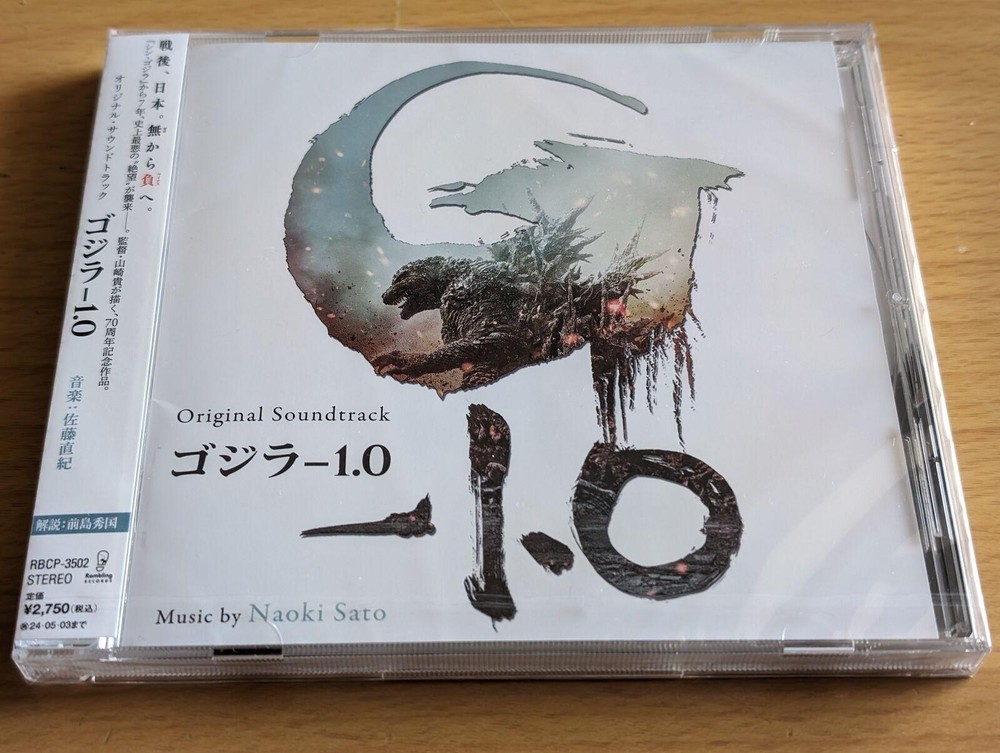 戦後、日本。無から負へ。
『シン・ゴジラ』から7年、史上最悪の“絶望”が襲来――。監督・山崎貴が描く、70周年記念作品。
オリジナル・サウンドトラック
ゴジラ-1.0
音楽:佐藤直紀
解説:前島秀国
RBCP-3502
STEREO
Rambling
RECORDS
定価
¥2,750(税込)
24・05・03まで
G
-1.0
Original Soundtrack
ゴジラ-1.0
Music by Naoki Sato